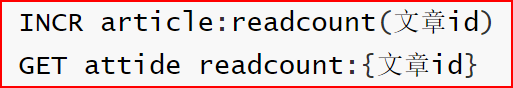 INCR article:readcount(文章id)
GET attide readcount:{文章id}